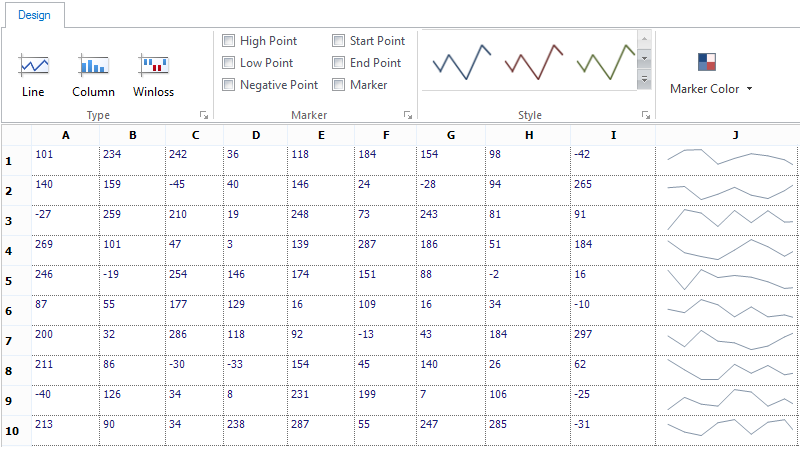 Design
High Point Start Point
Low Point End Point
Negative Point Marker
Line Column Winloss Marker Color
Type Marker Style
A B C D E F G H I J
1 101 234 242 36 118 184 154 98 -42
2 140 159 -45 40 146 24 -28 94 265
3 -27 259 210 19 248 73 243 81 91
4 269 101 47 3 139 287 186 51 184
5 246 -19 254 146 174 151 88 -2 16
6 87 55 177 129 16 109 16 34 -10
7 200 32 286 118 92 -13 43 184 297
8 211 86 -30 -33 154 45 140 26 62
9 -40 126 34 8 231 199 7 106 -25
10 213 90 34 238 287 55 247 285 -31